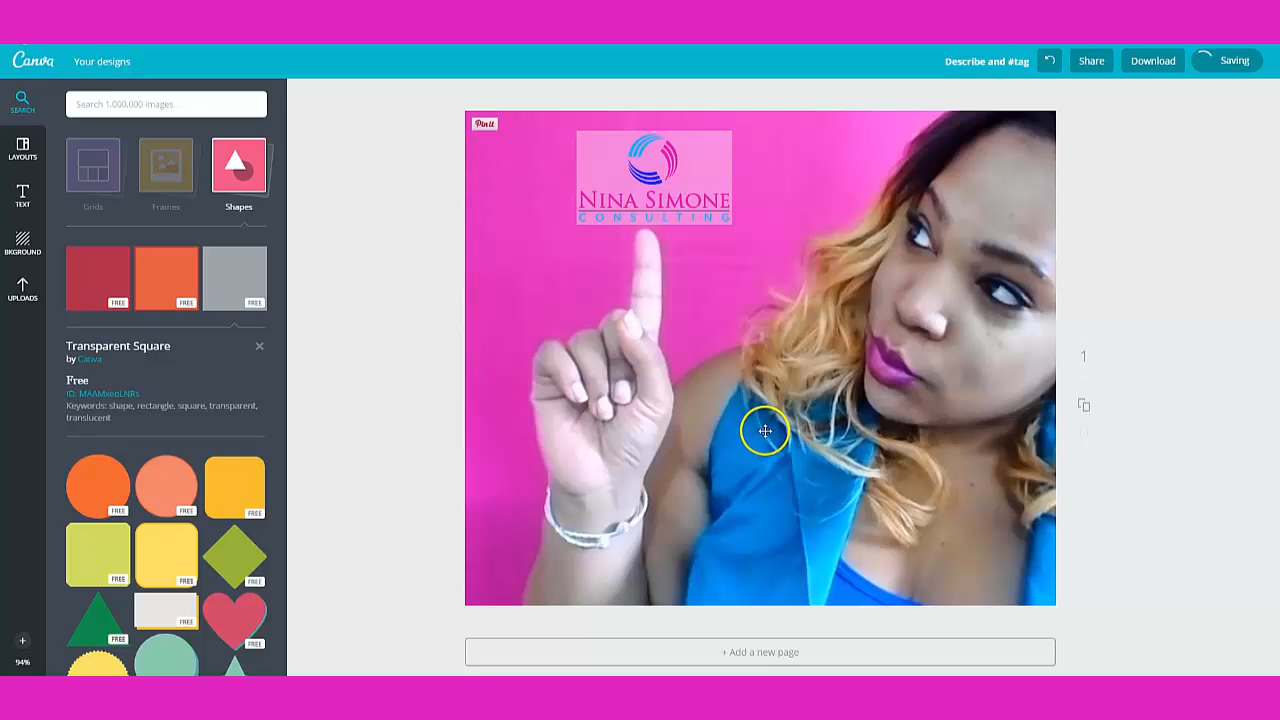 Canva
Your designs
Describe and #tag
Share
Download
Saving
SEARCH
Search 1,000,000 images...
LAYOUTS
TEXT
BKGROUND
UPLOADS
Grids
Frames
Shapes
FREE
FREE
FREE
Transparent Square
by Canva
Free
ID: MAAMxeoLNRs
Keywords: shape, rectangle, square, transparent,
translucent
FREE
FREE
FREE
FREE
FREE
FREE
FREE
FREE
FREE
94%
Pin it
NINA SIMONE
CONSULTING
1
+ Add a new page